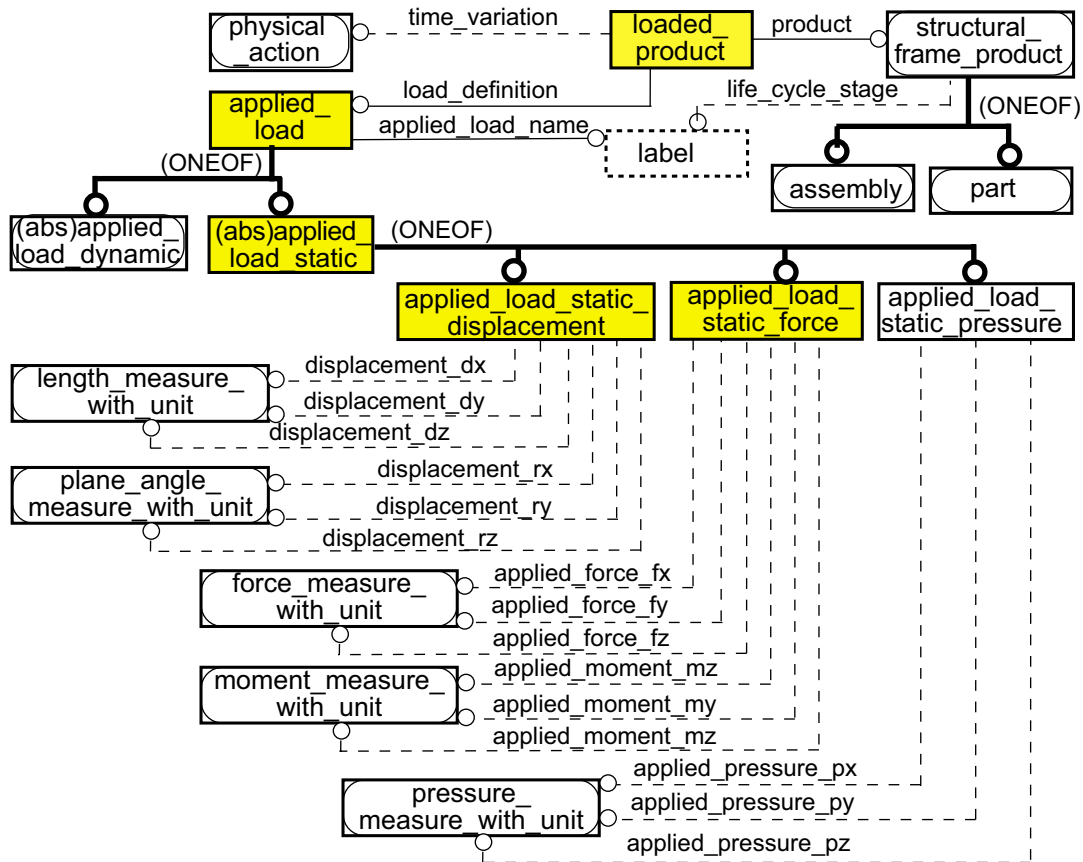 time_variation
physical
_action
loaded_
product
product
structural_
frame_product
load_definition
life_cycle_stage
applied_
load
applied_load_name
label
(ONEOF)
(ONEOF)
assembly
part
(abs)applied_
load_dynamic
(abs)applied_
load_static
(ONEOF)
applied_load_static_
displacement
applied_load_
static_force
applied_load_
static_pressure
length_measure_
with_unit
displacement_dx
displacement_dy
displacement_dz
plane_angle_
measure_with_unit
displacement_rx
displacement_ry
displacement_rz
force_measure_
with_unit
applied_force_fx
applied_force_fy
applied_force_fz
moment_measure_
with_unit
applied_moment_mz
applied_moment_my
applied_moment_mz
pressure_
measure_with_unit
applied_pressure_px
applied_pressure_py
applied_pressure_pz